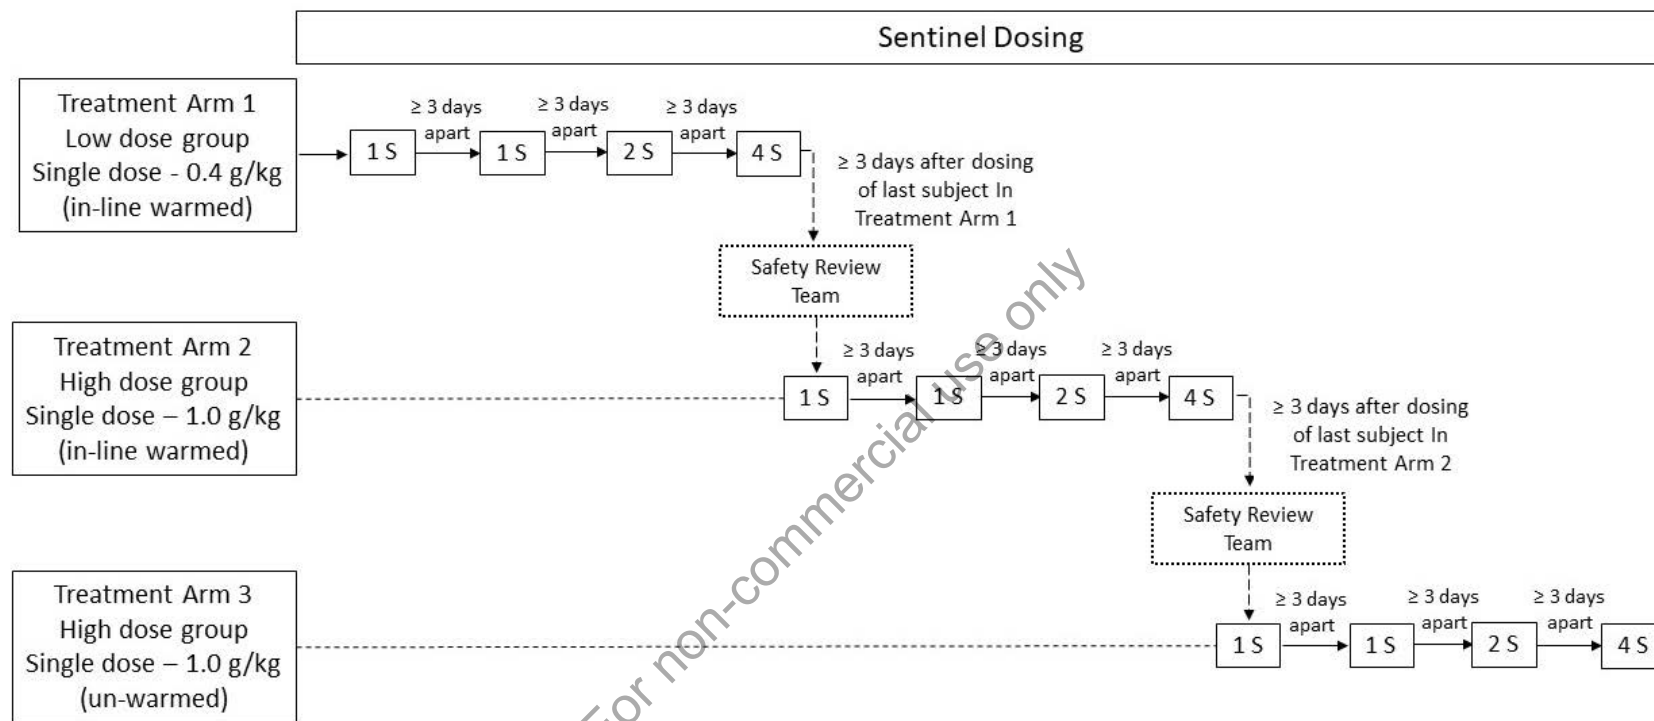 Sentinel Dosing
Treatment Arm 1
Low dose group
Single dose - 0.4 g/kg
(in-line warmed)
≥ 3 days
apart
≥ 3 days
apart
≥ 3 days
apart
1 S
1 S
2 S
4 S
≥ 3 days after dosing
of last subject In
Treatment Arm 1
Safety Review
Team
Treatment Arm 2
High dose group
Single dose – 1.0 g/kg
(in-line warmed)
≥ 3 days
apart
≥ 3 days
apart
≥ 3 days
apart
1 S
1 S
2 S
4 S
≥ 3 days after dosing
of last subject In
Treatment Arm 2
Safety Review
Team
Treatment Arm 3
High dose group
Single dose – 1.0 g/kg
(un-warmed)
≥ 3 days
apart
≥ 3 days
apart
≥ 3 days
apart
1 S
1 S
2 S
4 S
For non-commercial use only